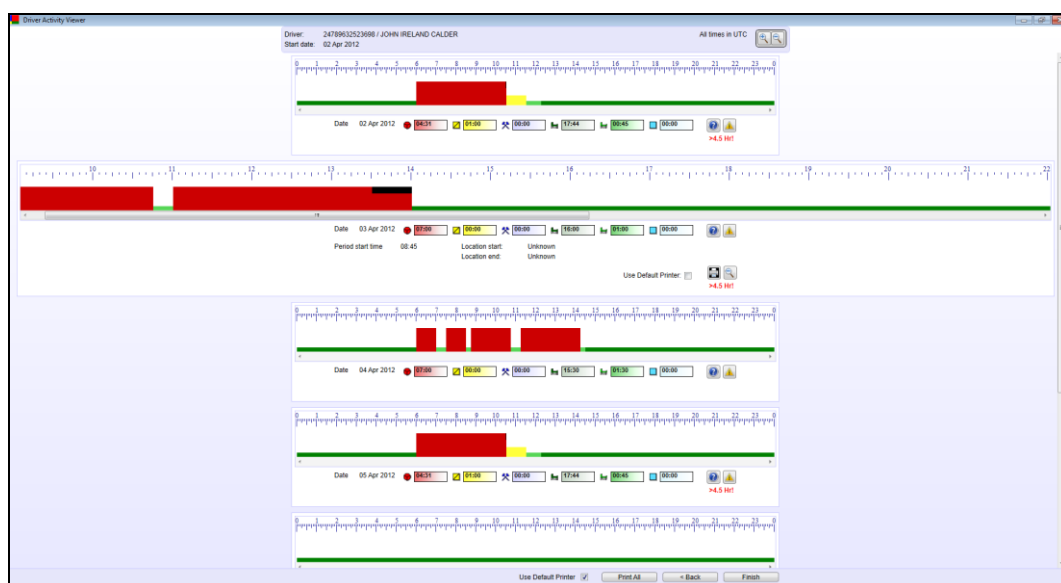 Driver Activity Viewer
Driver: 24789632523698 / JOHN IRELAND CALDER All times in UTC
Start date: 02 Apr 2012
0 1 2 3 4 5 6 7 8 9 10 11 12 13 14 15 16 17 18 19 20 21 22 23 0
Date 02 Apr 2012 04:31 01:00 00:00 17:44 00:45 00:00
>4.5 Hr!
10 11 12 13 14 15 16 17 18 19 20 21 22
Date 03 Apr 2012 07:00 00:00 00:00 16:00 01:00 00:00
Period start time 08:45 Location start: Unknown
Location end: Unknown
Use Default Printer:
>4.5 Hr!
0 1 2 3 4 5 6 7 8 9 10 11 12 13 14 15 16 17 18 19 20 21 22 23 0
Date 04 Apr 2012 07:00 00:00 00:00 15:30 01:30 00:00
0 1 2 3 4 5 6 7 8 9 10 11 12 13 14 15 16 17 18 19 20 21 22 23 0
Date 05 Apr 2012 04:31 01:00 00:00 17:44 00:45 00:00
>4.5 Hr!
0 1 2 3 4 5 6 7 8 9 10 11 12 13 14 15 16 17 18 19 20 21 22 23 0
Use Default Printer Print All < Back Finish